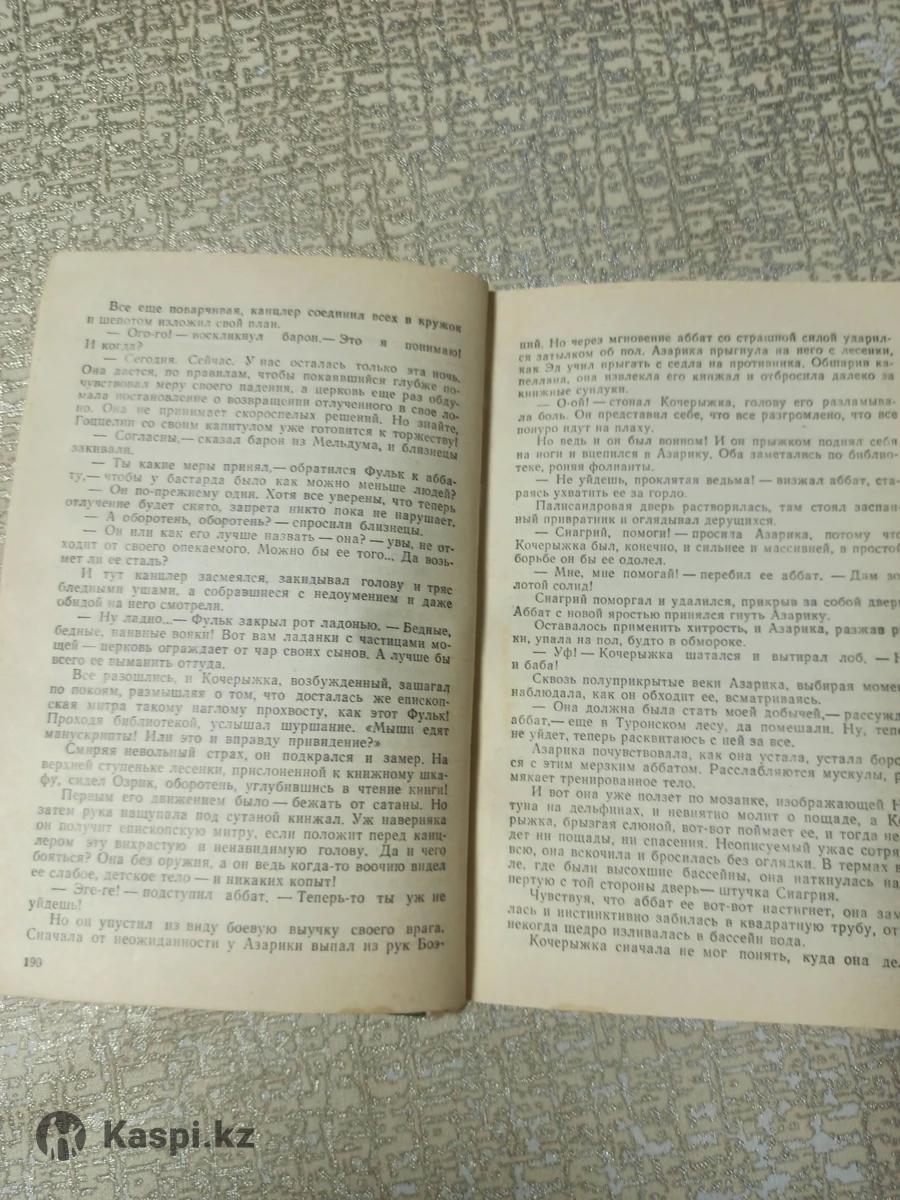 Все еще поварчивая, канцлер соединил всех в кружок
и шепотом изложил свой план.
— Ого-го! — воскликнул барон. — Это я понимаю!
И когда?
— Сегодня. Сейчас. У нас осталась только эта ночь.
Она дается, по правилам, чтобы покаявшийся глубже по-
чувствовал меру своего падения, а церковь еще раз обду-
мала постановление о возвращении отлученного в свое ло-
но. Она не принимает скороспелых решений. Но знайте,
Гоццелин со своим капитулом уже готовится к торжеству!
— Согласны, — сказал барон из Мельдума, и близнецы
закивали.
— Ты какие меры принял, — обратился Фульк к абба-
ту, — чтобы у бастарда было как можно меньше людей?
— Он по-прежнему один. Хотя все уверены, что теперь
отлучение будет снято, запрета никто пока не нарушает.
— А оборотень, оборотень? — спросили близнецы.
— Он или как его лучше назвать — она? — увы, не от-
ходит от своего опекаемого. Можно бы ее того... Да возь-
мет ли ее сталь?
И тут канцлер засмеялся, закидывал голову и тряс
бледными ушами, а собравшиеся с недоумением и даже
обидой на него смотрели.
— Ну ладно... — Фульк закрыл рот ладонью. — Бедные,
бедные, наивные вояки! Вот вам ладанки с частицами мо-
щей — церковь ограждает от чар своих сынов. А лучше бы
всего ее выманить оттуда.
Все разошлись, и Кочерыжка, возбужденный, зашагал
по покоям, размышляя о том, что досталась же епископ-
ская митра такому наглому прохвосту, как этот Фульк!
Проходя библиотекой, услышал шуршание. «Мыши едят
манускрипты! Или это и вправду привидение?»
Смиряя невольный страх, он подкрался и замер. На
верхней ступеньке лесенки, прислоненной к книжному шка-
фу, сидел Озрик, оборотень, углубившись в чтение книги!
Первым его движением было — бежать от сатаны. Но
затем рука нащупала под сутаной кинжал. Уж наверняка
он получит епископскую митру, если положит перед канц-
лером эту вихрастую и ненавидимую голову. Да и чего
бояться? Она без оружия, а он ведь когда-то воочию видел
ее слабое, детское тело — и никаких копыт!
— Эге-ге! — подступил аббат. — Теперь-то ты уж не
уйдешь!
Но он упустил из виду боевую выучку своего врага.
Сначала от неожиданности у Азарики выпал из рук Боэ-
190
ций. Но через мгновение аббат со страшной силой ударил-
ся затылком об пол. Азарика прыгнула на него с лесенки,
как Эд учил прыгать с седла на противника. Обшарив ка-
пеллана, она извлекла его кинжал и отбросила далеко за
книжные сундуки.
— О-ой! — стонал Кочерыжка, голову его разламыва-
ла боль. Он представил себе, что все разгромлено, что все
понуро идут на плаху.
Но ведь и он был воином! И он прыжком поднял себя
на ноги и вцепился в Азарику. Оба заметались по библио-
теке, роняя фолианты.
— Не уйдешь, проклятая ведьма! — визжал аббат, ста-
раясь ухватить ее за горло.
Палисандровая дверь растворилась, там стоял заспан-
ный привратник и оглядывал дерущихся.
— Сиагрий, помоги! — просила Азарика, потому что
Кочерыжка был, конечно, и сильнее и массивней, в простой
борьбе он бы ее одолел.
— Мне, мне помогай! — перебил ее аббат. — Дам зо-
лотой солид!
Сиагрий поморгал и удалился, прикрыв за собой двер
Аббат с новой яростью принялся гнуть Азарику.
Оставалось применить хитрость, и Азарика, разжав р
ки, упала на пол, будто в обмороке.
— Уф! — Кочерыжка шатался и вытирал лоб. —
и баба!
Сквозь полуприкрытые веки Азарика, выбирая момен
наблюдала, как он обходит ее, всматриваясь.
— Она должна была стать моей добычей, — рассужд
аббат, — еще в Туронском лесу, да помешали. Ну, тепе
не уйдет, теперь расквитаюсь с ней за все.
Азарика почувствовала, как она устала, устала борo
ся с этим мерзким аббатом. Расслабляются мускулы, р
мякает тренированное тело.
И вот она уже ползет по мозаике, изображающей Н
туна на дельфинах, и невнятно молит о пощаде, а Ко
рыжка, брызгая слюной, вот-вот поймает ее, и тогда не
дет ни пощады, ни спасения. Неописуемый ужас сотря
всю, она вскочила и бросилась без оглядки. В термах в
ле, где были высохшие бассейны, она наткнулась на
пертую с той стороны дверь — штучка Сиагрия.
Чувствуя, что аббат ее вот-вот настигнет, она зам
лась и инстинктивно забилась в квадратную трубу, от
некогда щедро изливалась в бассейн вода.
Кочерыжка сначала не мог понять, куда она дел
Kaspi.kz